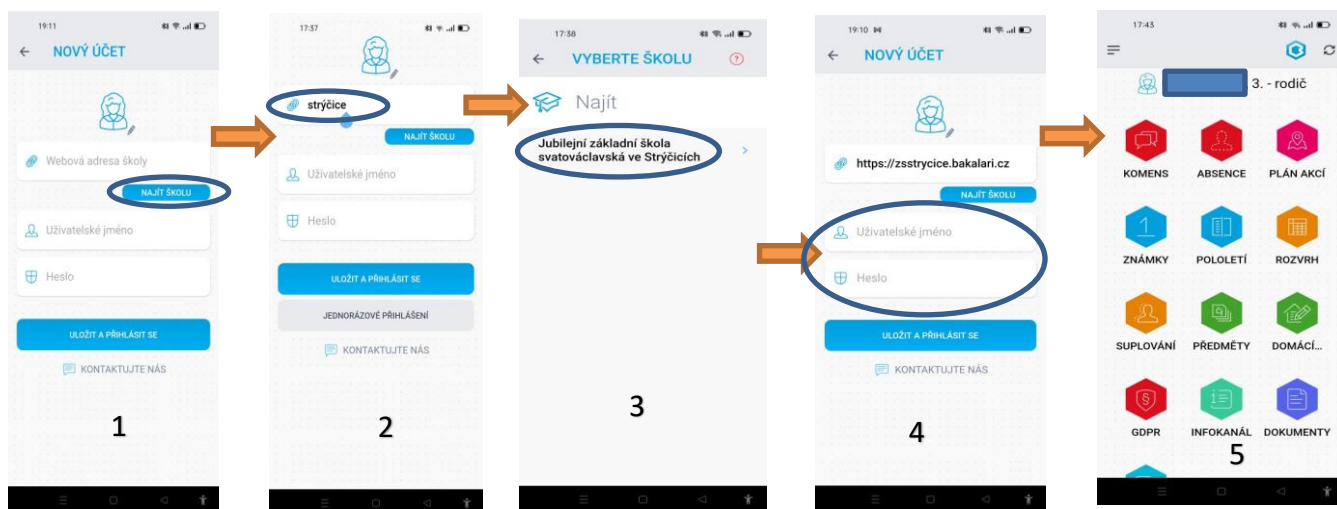 19:11
NOVÝ ÚČET
Webová adresa školy
NAJÍT ŠKOLU
Uživatelské jméno
Heslo
ULOŽIT A PŘIHLÁSIT SE
KONTAKTUJTE NÁS
1
17:37
strýčice
NAJÍT ŠKOLU
Uživatelské jméno
Heslo
ULOŽIT A PŘIHLÁSIT SE
JEDNORÁZOVÉ PŘIHLÁŠENÍ
KONTAKTUJTE NÁS
2
17:38
VYBERTE ŠKOLU
?
Najít
Jubilejní základní škola
svatováclavská ve Strýčicích
3
19:10
NOVÝ ÚČET
https://zsstrycice.bakalari.cz
NAJÍT ŠKOLU
Uživatelské jméno
Heslo
ULOŽIT A PŘIHLÁSIT SE
KONTAKTUJTE NÁS
4
17:43
3. - rodič
KOMENS ABSENCE PLÁN AKCÍ
1
ZNÁMKY POLOLETÍ ROZVRH
SUPLOVÁNÍ PŘEDMĚTY DOMÁCÍ...
§
GDPR INFOKANÁL DOKUMENTY
5